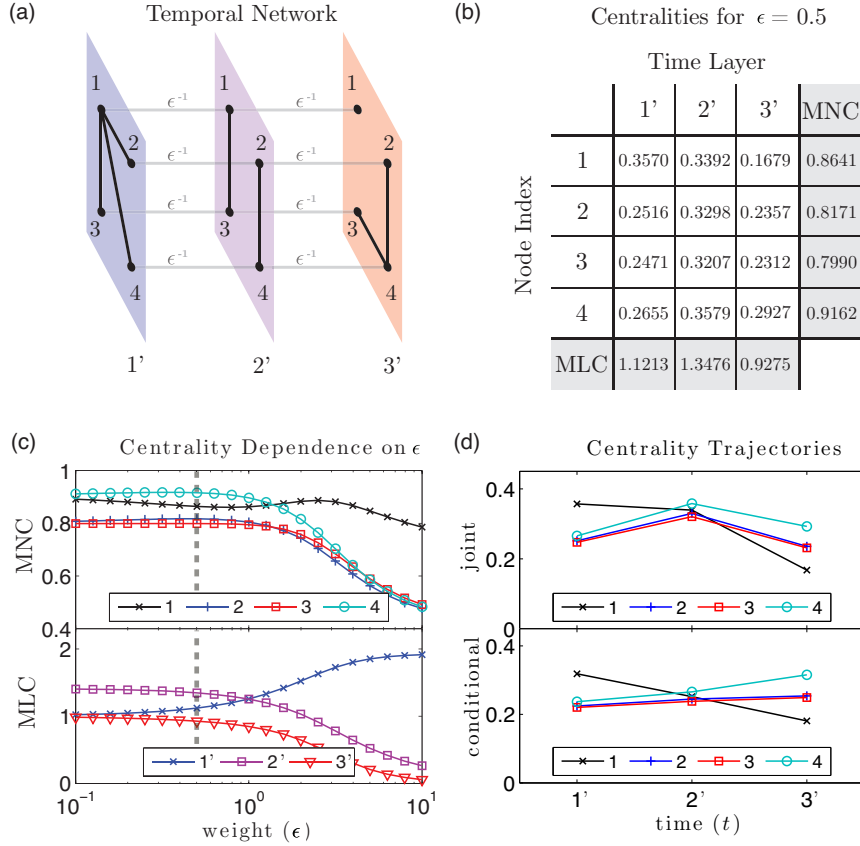 (a) Temporal Network
1 1 1
ϵ⁻¹ ϵ⁻¹
2 2 2
ϵ⁻¹ ϵ⁻¹
ϵ⁻¹ ϵ⁻¹
3 3 3
ϵ⁻¹ ϵ⁻¹
4 4 4
1' 2' 3'
(b) Centralities for ϵ = 0.5
Time Layer
1' 2' 3' MNC
Node Index
1 0.3570 0.3392 0.1679 0.8641
2 0.2516 0.3298 0.2357 0.8171
3 0.2471 0.3207 0.2312 0.7990
4 0.2655 0.3579 0.2927 0.9162
MLC 1.1213 1.3476 0.9275
(c) Centrality Dependence on ϵ
MNC
1
0.8
0.6
0.4
1 2 3 4
MLC
2
1
0
1' 2' 3'
10⁻¹ 10⁰ 10¹
weight (ϵ)
(d) Centrality Trajectories
joint
0.4
0.2
0
1 2 3 4
conditional
0.4
0.2
0
1 2 3 4
1' 2' 3'
time (t)